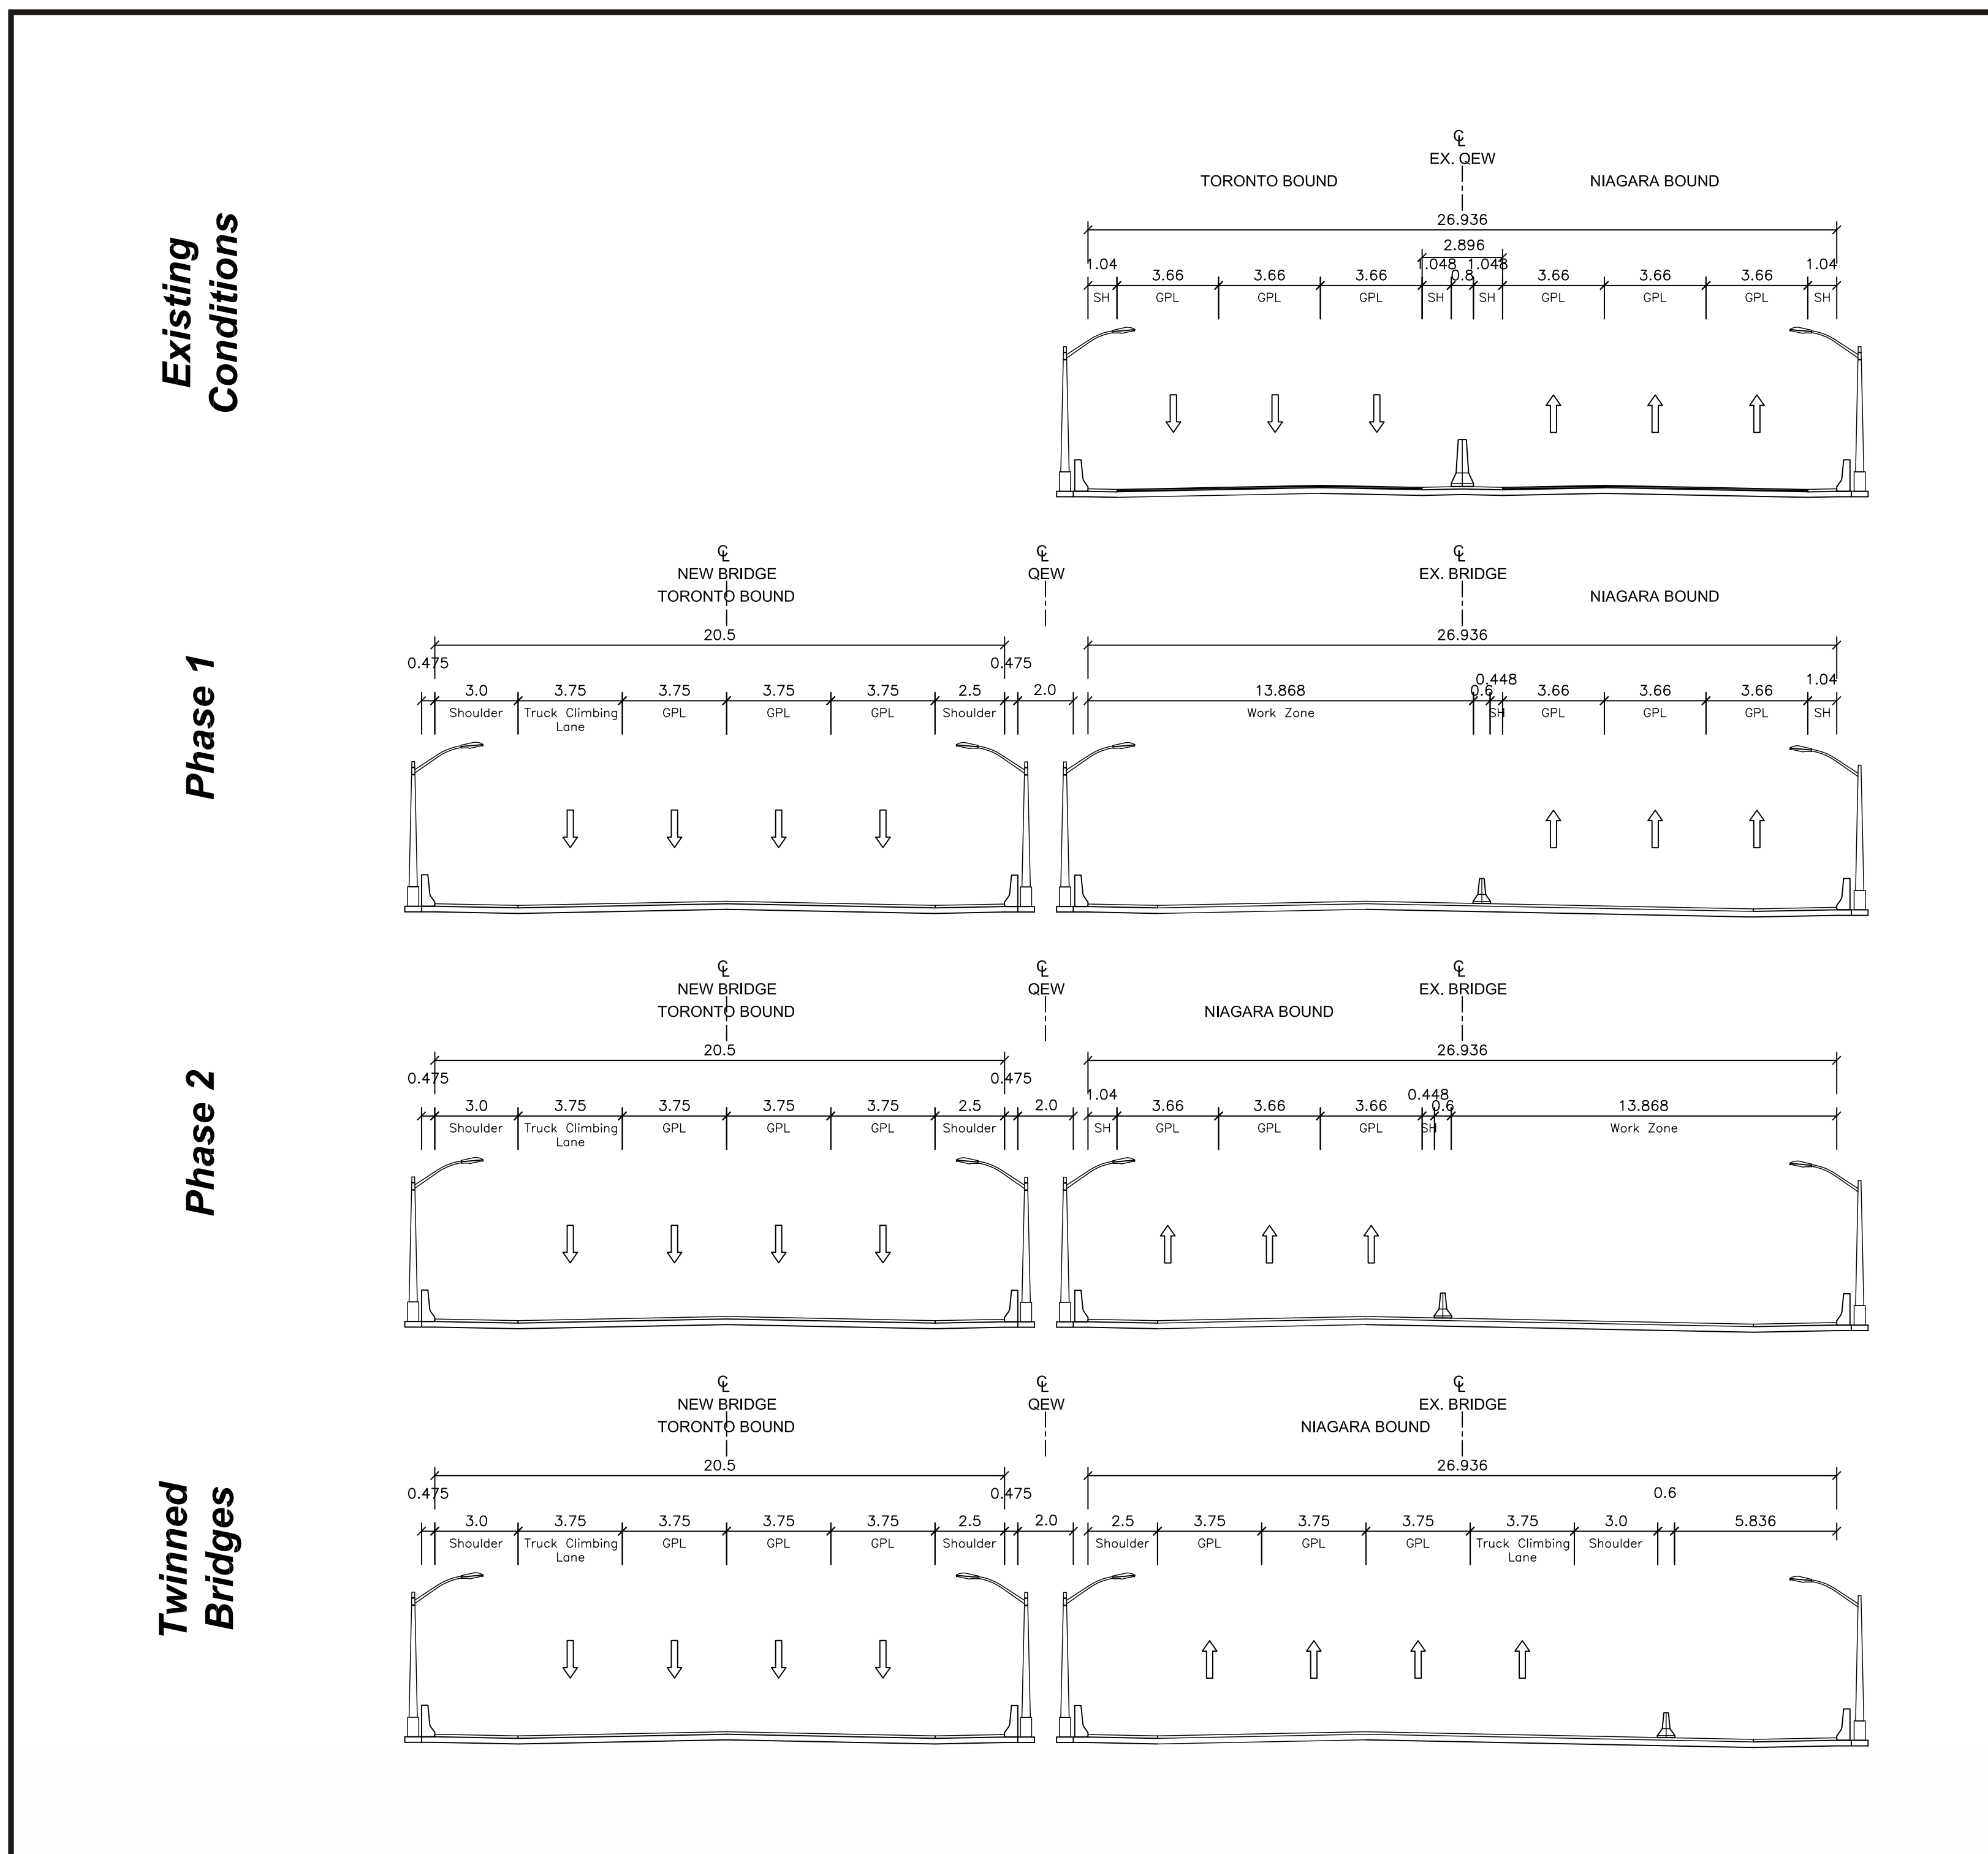 Existing
Conditions
℄
EX. QEW
TORONTO BOUND NIAGARA BOUND
26.936
2.896
1.04 3.66 3.66 3.66 1.048 0.8 1.048 3.66 3.66 3.66 1.04
SH GPL GPL GPL SH SH GPL GPL GPL SH
Phase 1
℄ ℄ ℄
NEW BRIDGE QEW EX. BRIDGE
TORONTO BOUND NIAGARA BOUND
20.5 26.936
0.475 0.475
3.0 3.75 3.75 3.75 3.75 2.5 2.0 13.868 0.6 0.448 3.66 3.66 3.66 1.04
Shoulder Truck Climbing GPL GPL GPL Shoulder Work Zone SH GPL GPL GPL SH
Lane
Phase 2
℄ ℄ ℄
NEW BRIDGE QEW EX. BRIDGE
TORONTO BOUND NIAGARA BOUND
20.5 26.936
0.475 0.475
3.0 3.75 3.75 3.75 3.75 2.5 2.0 1.04 3.66 3.66 3.66 0.448 0.6 13.868
Shoulder Truck Climbing GPL GPL GPL Shoulder SH GPL GPL GPL SH Work Zone
Lane
Twinned
Bridges
℄ ℄ ℄
NEW BRIDGE QEW EX. BRIDGE
TORONTO BOUND NIAGARA BOUND
20.5 26.936
0.475 0.475 0.6
3.0 3.75 3.75 3.75 3.75 2.5 2.0 2.5 3.75 3.75 3.75 3.75 3.0 5.836
Shoulder Truck Climbing GPL GPL GPL Shoulder Shoulder GPL GPL GPL Truck Climbing Shoulder
Lane Lane